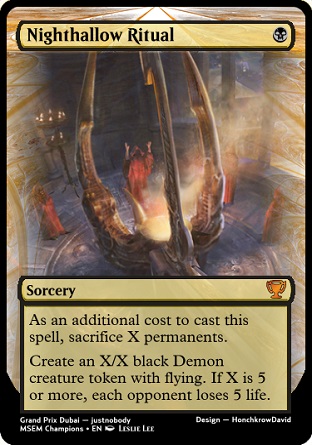 Nighthallow Ritual
Sorcery
As an additional cost to cast this
spell, sacrifice X permanents.
Create an X/X black Demon
creature token with flying. If X is 5
or more, each opponent loses 5 life.
Grand Prix Dubai — justnobody
Design — HonchkrowDavid
MSEM Champions • EN Leslie Lee